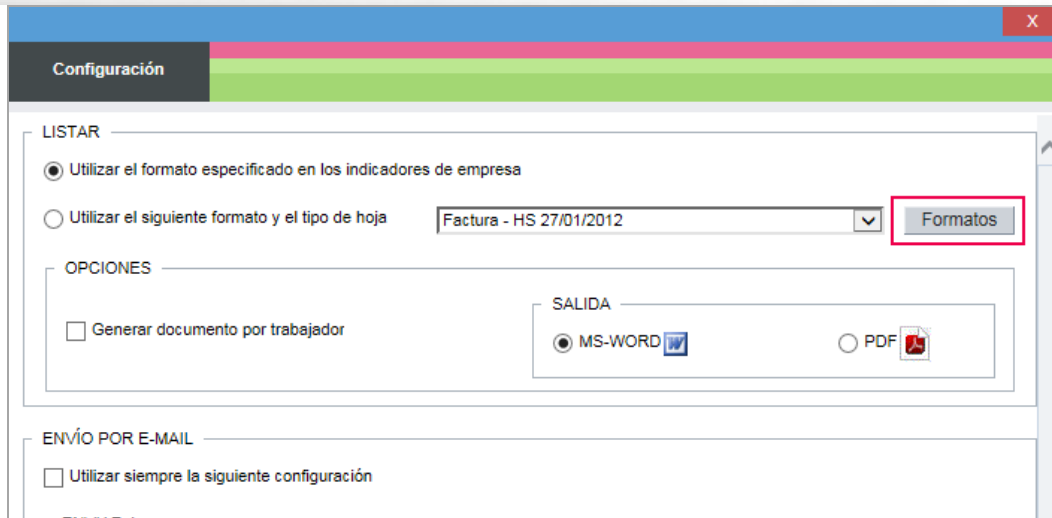 X
Configuración
LISTAR
Utilizar el formato especificado en los indicadores de empresa
Utilizar el siguiente formato y el tipo de hoja
Factura - HS 27/01/2012
Formatos
OPCIONES
Generar documento por trabajador
SALIDA
MS-WORD
PDF
ENVÍO POR E-MAIL
Utilizar siempre la siguiente configuración